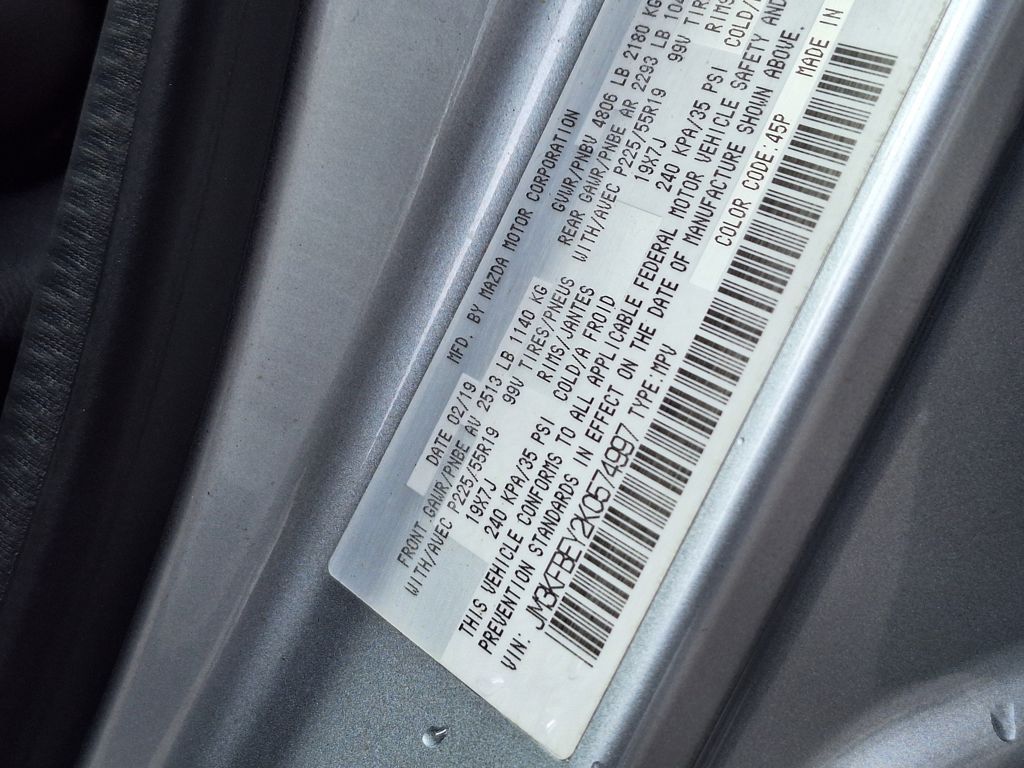 MFD. BY MAZDA MOTOR CORPORATION
DATE 02/19 GVWR/PNBV 4806 LB 2180 KG
FRONT.GAWR/PNBE AV 2513 LB 1140 KG REAR GAWR/PNBE AR 2293 LB
WITH/AVEC P225/55R19 99V TIRES/PNEUS WITH/AVEC P225/55R19 99V
19X7J RIMS/JANTES 19X7J
240 KPA/35 PSI COLD/A FROID 240 KPA/35 PSI
THIS VEHICLE CONFORMS TO ALL APPLICABLE FEDERAL MOTOR VEHICLE SAFETY AND
PREVENTION STANDARDS IN EFFECT ON THE DATE OF MANUFACTURE SHOWN ABOVE.
VIN: JM3KFBEY2K0574997 TYPE:MPV COLOR CODE:45P MADE IN